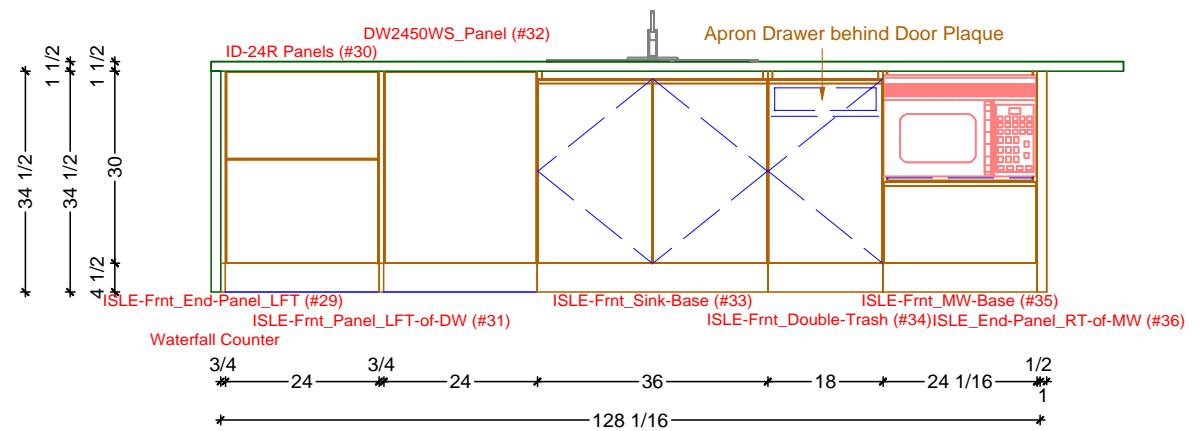 DW2450WS_Panel (#32)
Apron Drawer behind Door Plaque
ID-24R Panels (#30)
1 1/2
1 1/2
1 1/2
34 1/2
34 1/2
30
4 1/2
ISLE-Frnt_End-Panel_LFT (#29)
ISLE-Frnt_Sink-Base (#33)
ISLE-Frnt_MW-Base (#35)
ISLE-Frnt_Panel_LFT-of-DW (#31)
ISLE-Frnt_Double-Trash (#34)
ISLE_End-Panel_RT-of-MW (#36)
Waterfall Counter
3/4
3/4
1/2
24
24
36
18
24 1/16
1
128 1/16